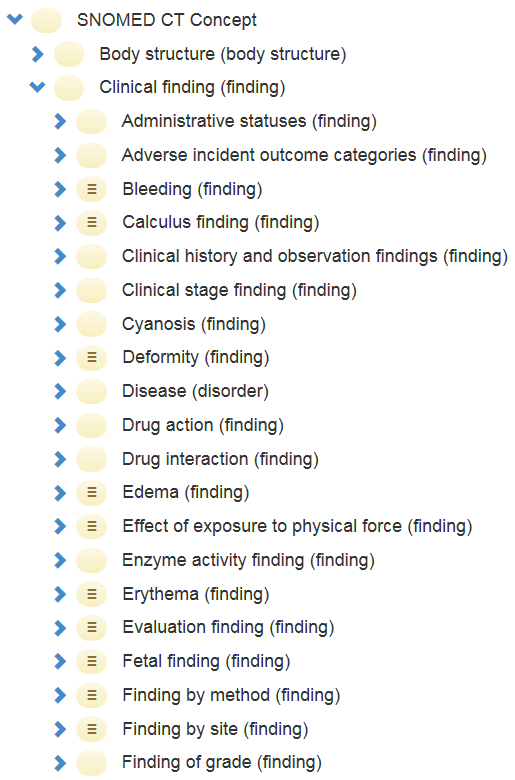 SNOMED CT Concept
Body structure (body structure)
Clinical finding (finding)
Administrative statuses (finding)
Adverse incident outcome categories (finding)
Bleeding (finding)
Calculus finding (finding)
Clinical history and observation findings (finding)
Clinical stage finding (finding)
Cyanosis (finding)
Deformity (finding)
Disease (disorder)
Drug action (finding)
Drug interaction (finding)
Edema (finding)
Effect of exposure to physical force (finding)
Enzyme activity finding (finding)
Erythema (finding)
Evaluation finding (finding)
Fetal finding (finding)
Finding by method (finding)
Finding by site (finding)
Finding of grade (finding)